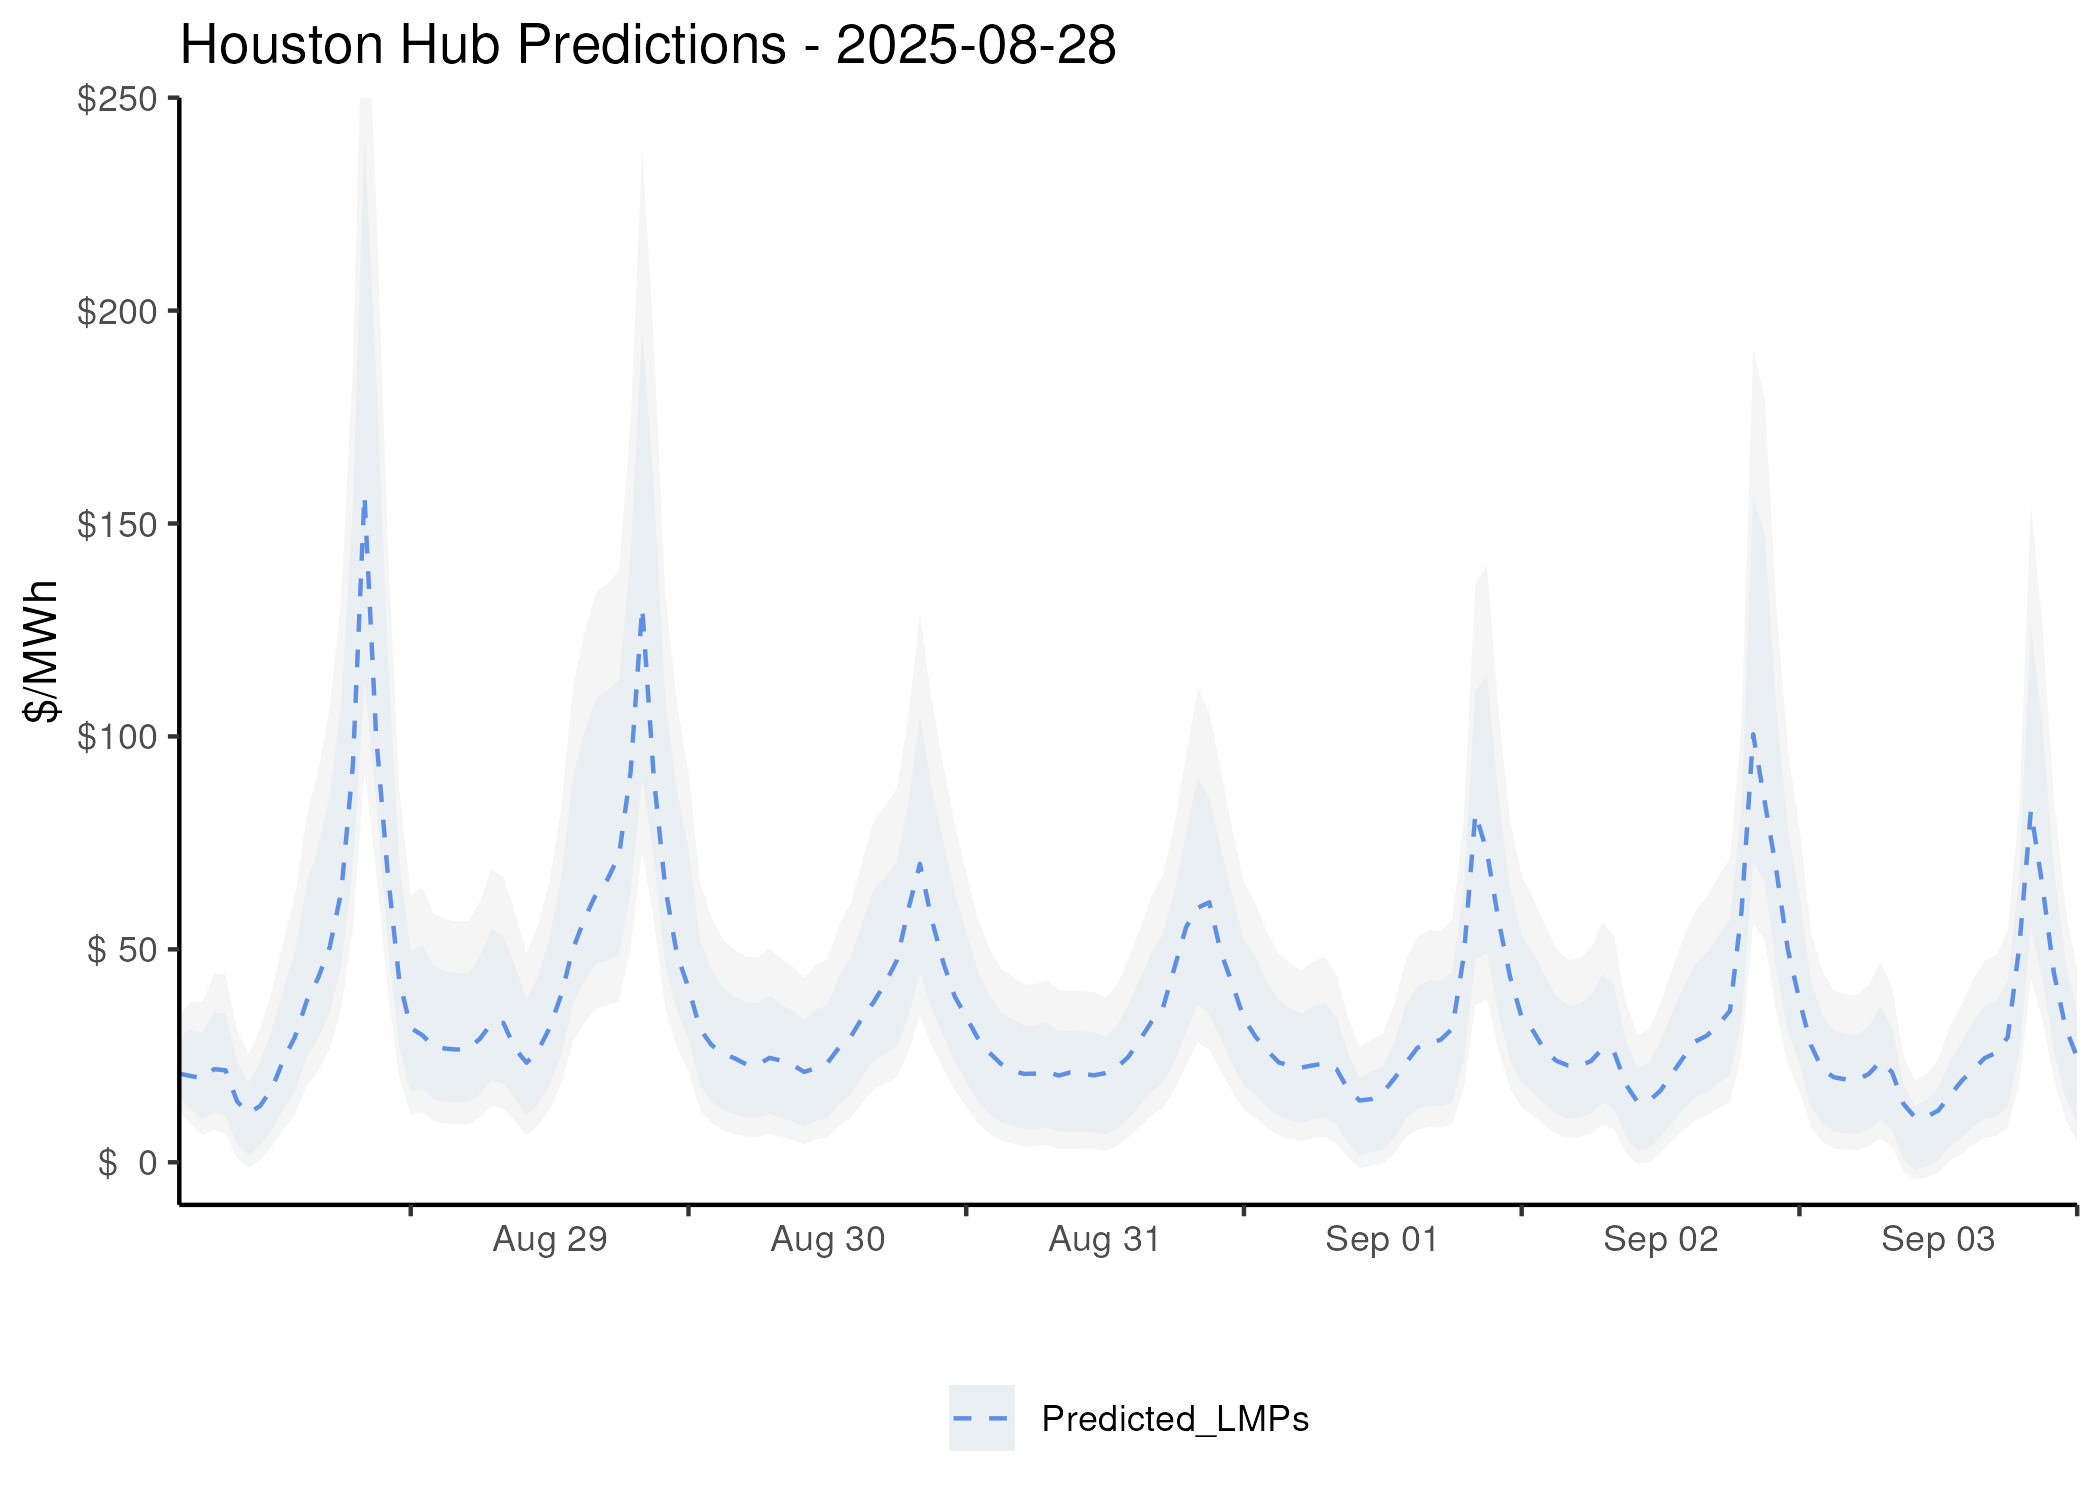 Houston Hub Predictions - 2025-08-28
$250
$200
$150
$100
$ 50
$  0
$/MWh
Aug 29 Aug 30 Aug 31 Sep 01 Sep 02 Sep 03
Predicted_LMPs